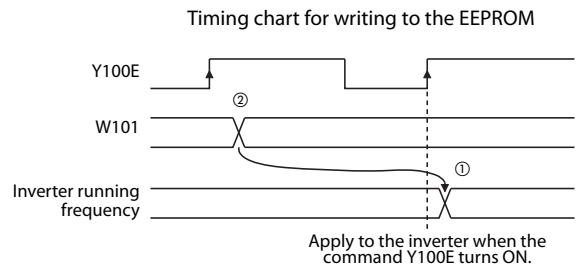 Timing chart for writing to the EEPROM
Y100E
②
W101
①
Inverter running
frequency
Apply to the inverter when the
command Y100E turns ON.